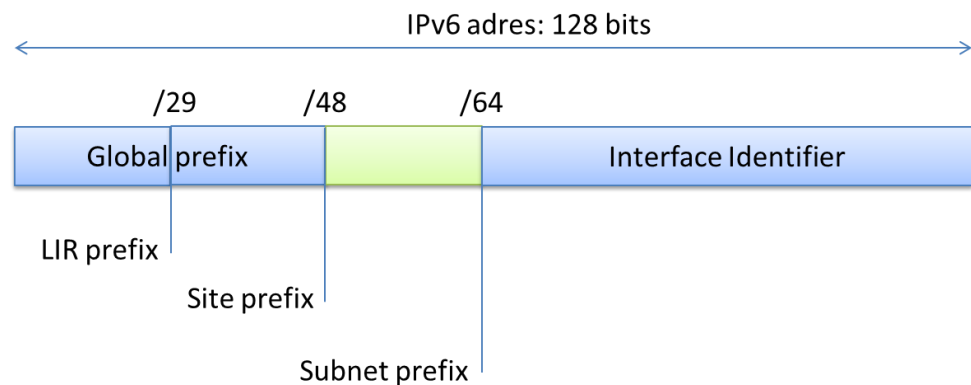 IPv6 adres: 128 bits
/29 /48 /64
Global prefix Interface Identifier
LIR prefix
Site prefix
Subnet prefix